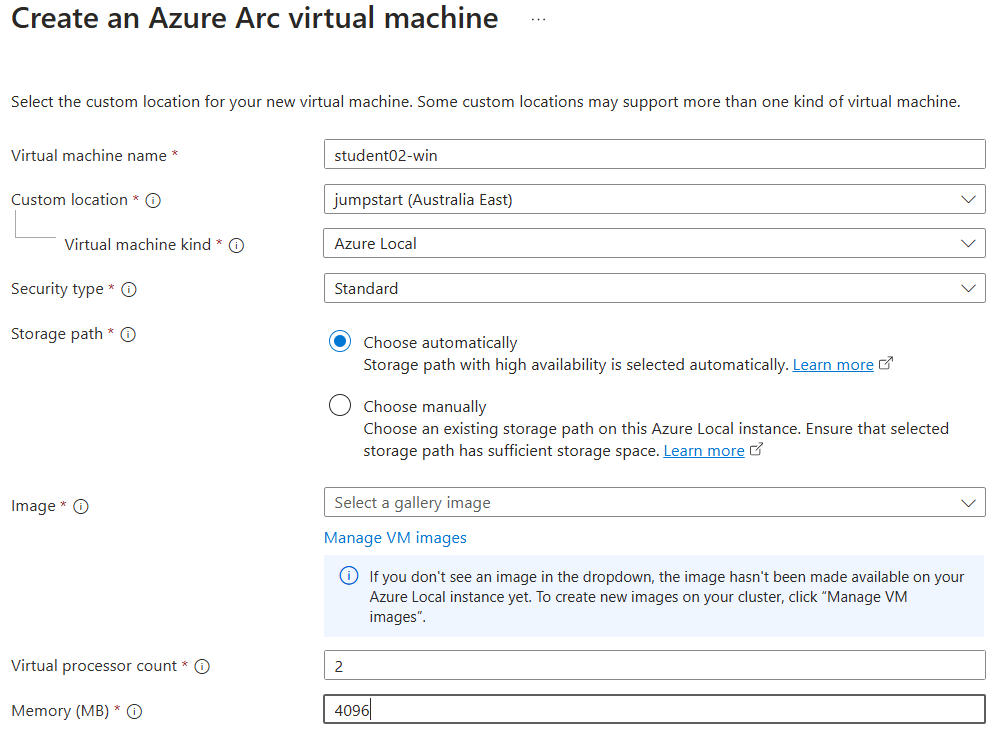 Create an Azure Arc virtual machine ...
Select the custom location for your new virtual machine. Some custom locations may support more than one kind of virtual machine.
Virtual machine name * student02-win
Custom location * jumpstart (Australia East)
Virtual machine kind * Azure Local
Security type * Standard
Storage path *
Choose automatically
Storage path with high availability is selected automatically. Learn more
Choose manually
Choose an existing storage path on this Azure Local instance. Ensure that selected
storage path has sufficient storage space. Learn more
Image * Select a gallery image
Manage VM images
If you don't see an image in the dropdown, the image hasn't been made available on your
Azure Local instance yet. To create new images on your cluster, click “Manage VM
images”.
Virtual processor count * 2
Memory (MB) * 4096